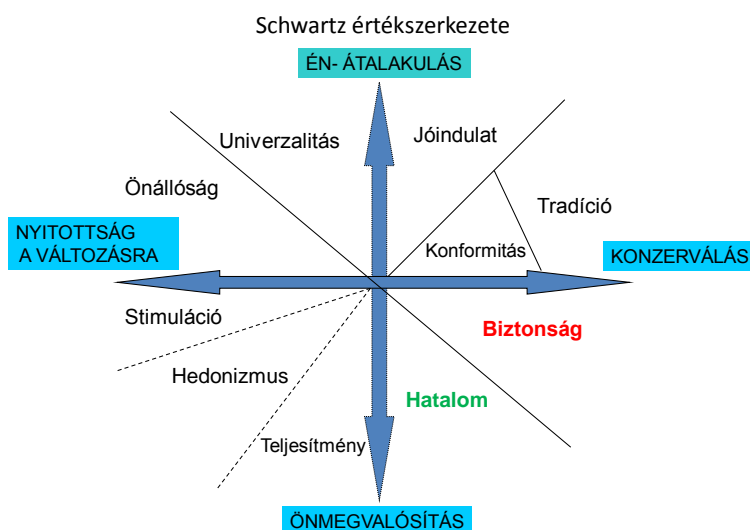 Schwartz értékszerkezete
ÉN- ÁTALAKULÁS
Univerzalitás
Jóindulat
Önállóság
Tradíció
NYITOTTSÁG
A VÁLTOZÁSRA
Konformitás
KONZERVÁLÁS
Stimuláció
Biztonság
Hedonizmus
Hatalom
Teljesítmény
ÖNMEGVALÓSÍTÁS